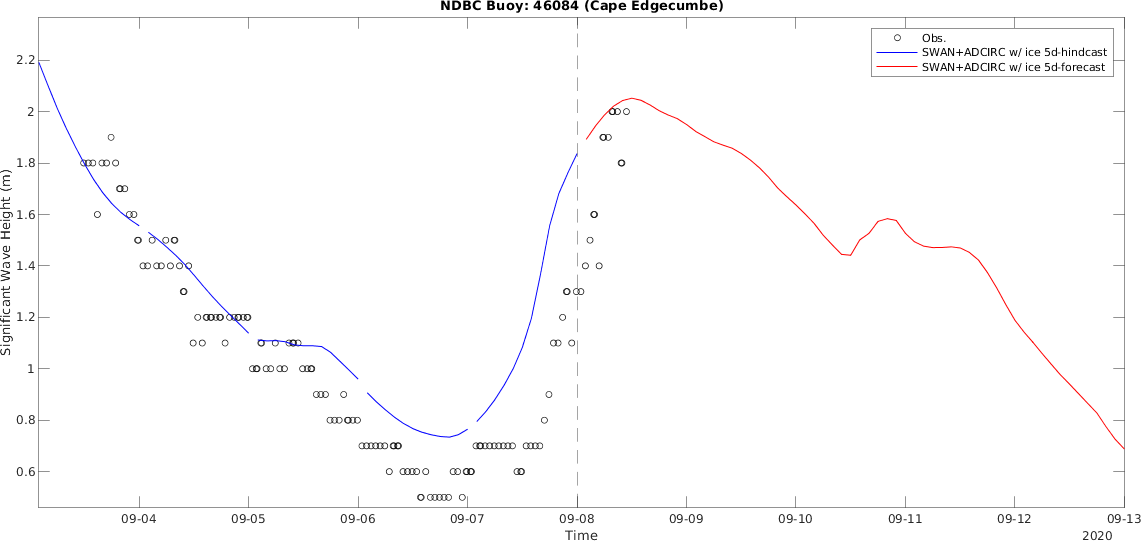 NDBC Buoy: 46084 (Cape Edgecumbe)
Obs.
SWAN+ADCIRC w/ ice 5d-hindcast
SWAN+ADCIRC w/ ice 5d-forecast
Significant Wave Height (m)
2.2
2
1.8
1.6
1.4
1.2
1
0.8
0.6
09-04 09-05 09-06 09-07 09-08 09-09 09-10 09-11 09-12 09-13
Time
2020